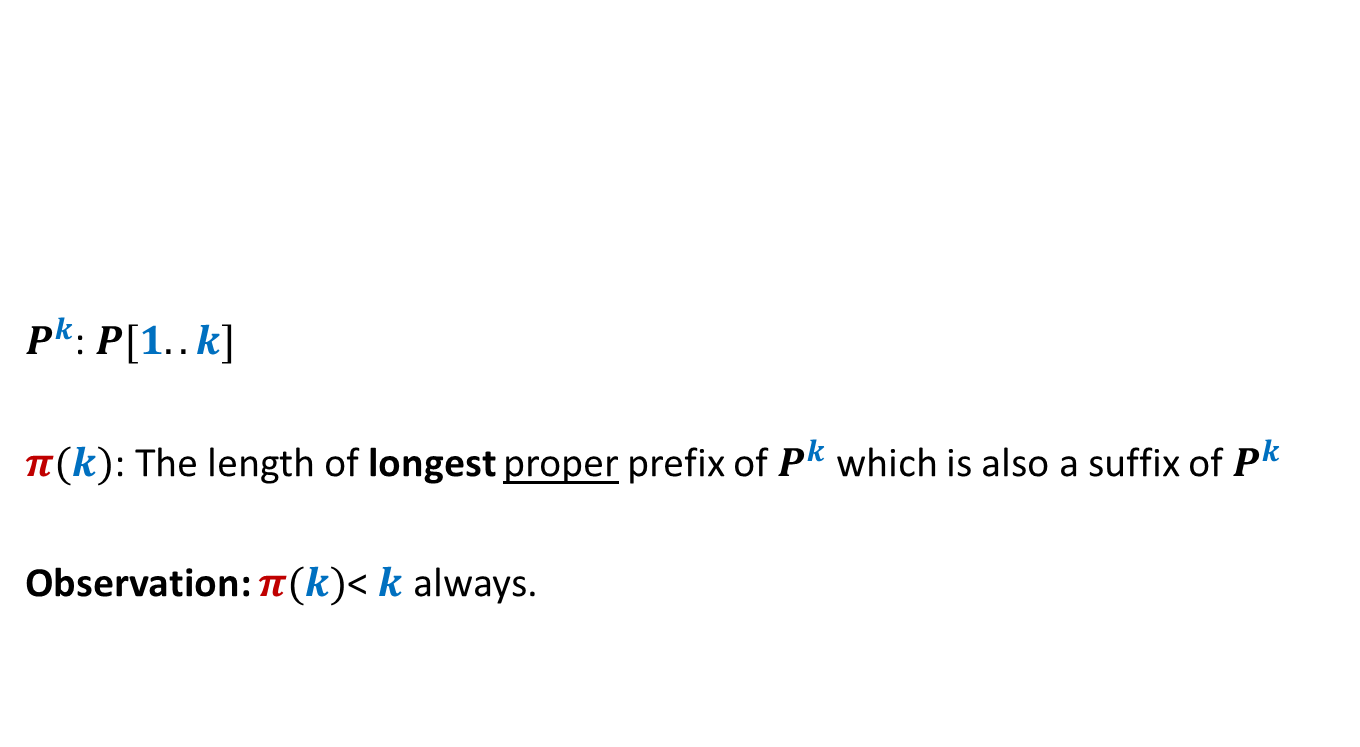 P^k: P[1..k]
π(k): The length of longest proper prefix of P^k which is also a suffix of P^k
Observation: π(k)< k always.